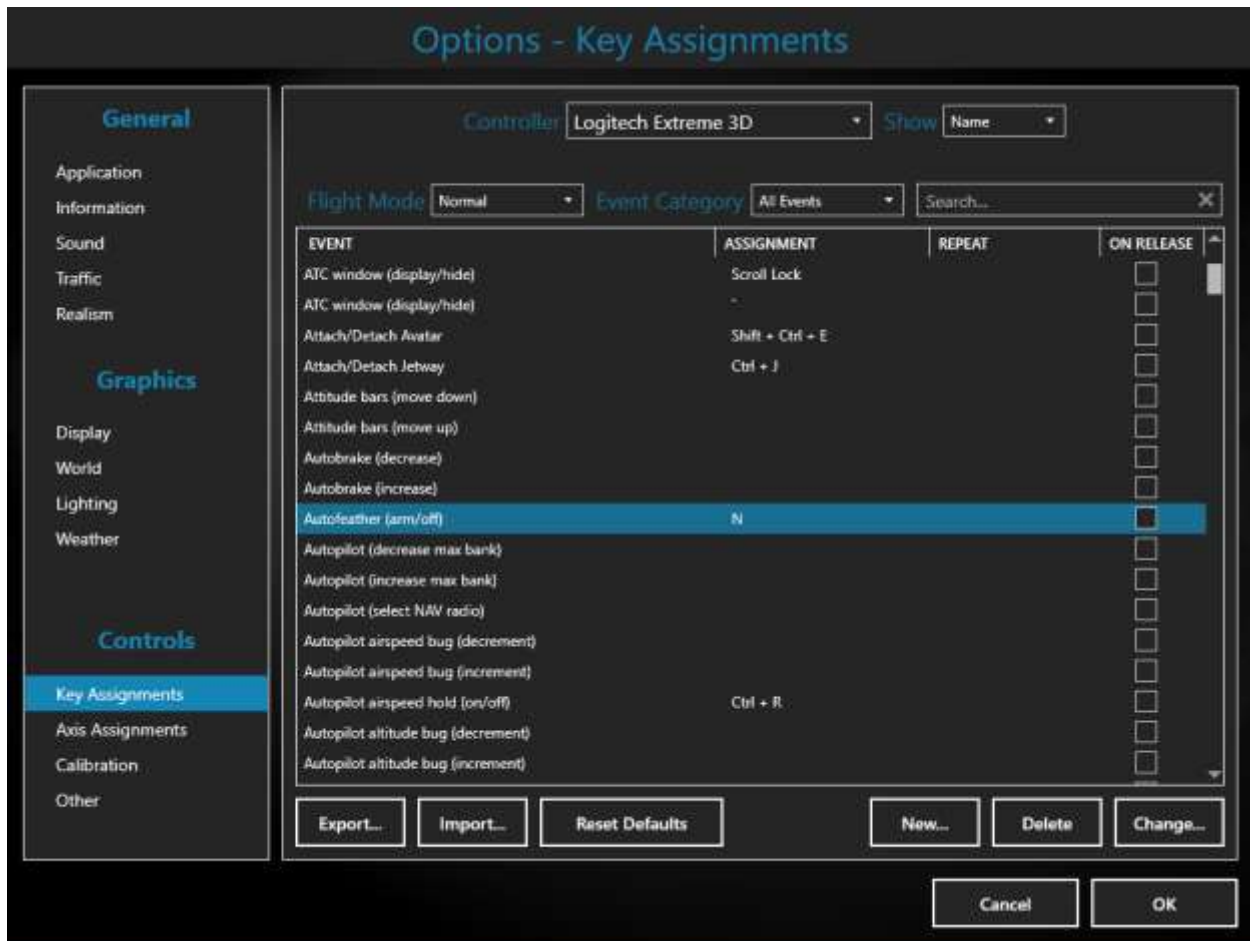 Options - Key Assignments
General
Application
Information
Sound
Traffic
Realism
Graphics
Display
World
Lighting
Weather
Controls
Key Assignments
Axis Assignments
Calibration
Other
Controller Logitech Extreme 3D Show Name
Flight Mode Normal Event Category All Events Search...
EVENT ASSIGNMENT REPEAT ON RELEASE
ATC window (display/hide) Scroll Lock
ATC window (display/hide)
Attach/Detach Avatar Shift + Ctrl + E
Attach/Detach Jetway Ctrl + J
Attitude bars (move down)
Attitude bars (move up)
Autobrake (decrease)
Autobrake (increase)
Autofeather (arm/off) N
Autopilot (decrease max bank)
Autopilot (increase max bank)
Autopilot (select NAV radio)
Autopilot airspeed bug (decrement)
Autopilot airspeed bug (increment)
Autopilot airspeed hold (on/off) Ctrl + R
Autopilot altitude bug (decrement)
Autopilot altitude bug (increment)
Export... Import... Reset Defaults New... Delete Change...
Cancel OK